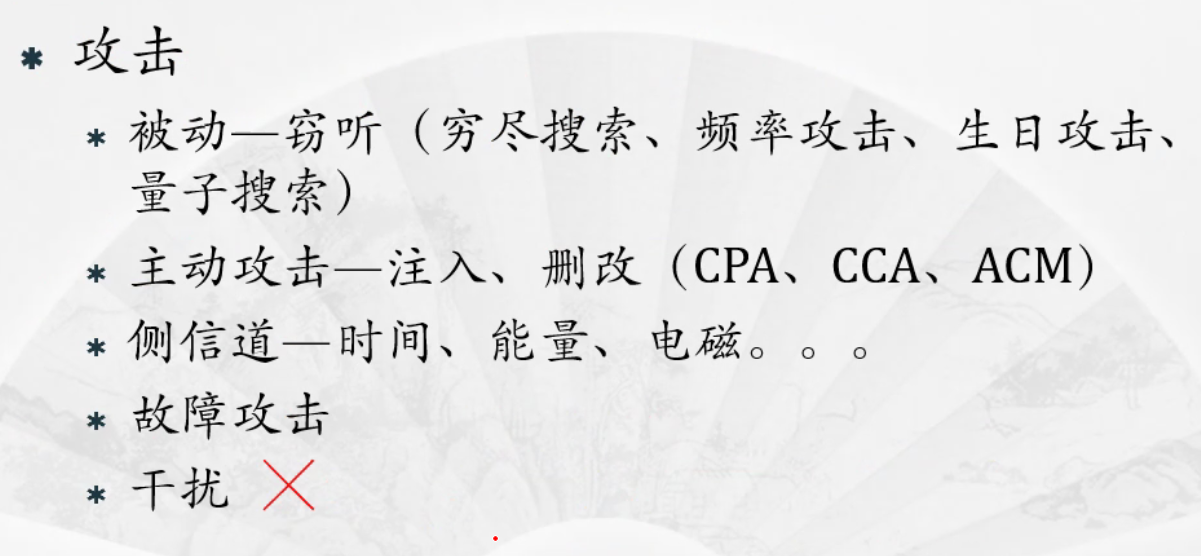 * 攻击
* 被动—窃听（穷尽搜索、频率攻击、生日攻击、
量子搜索）
* 主动攻击—注入、删改（CPA、CCA、ACM）
* 侧信道—时间、能量、电磁。。。
* 故障攻击
* 干扰